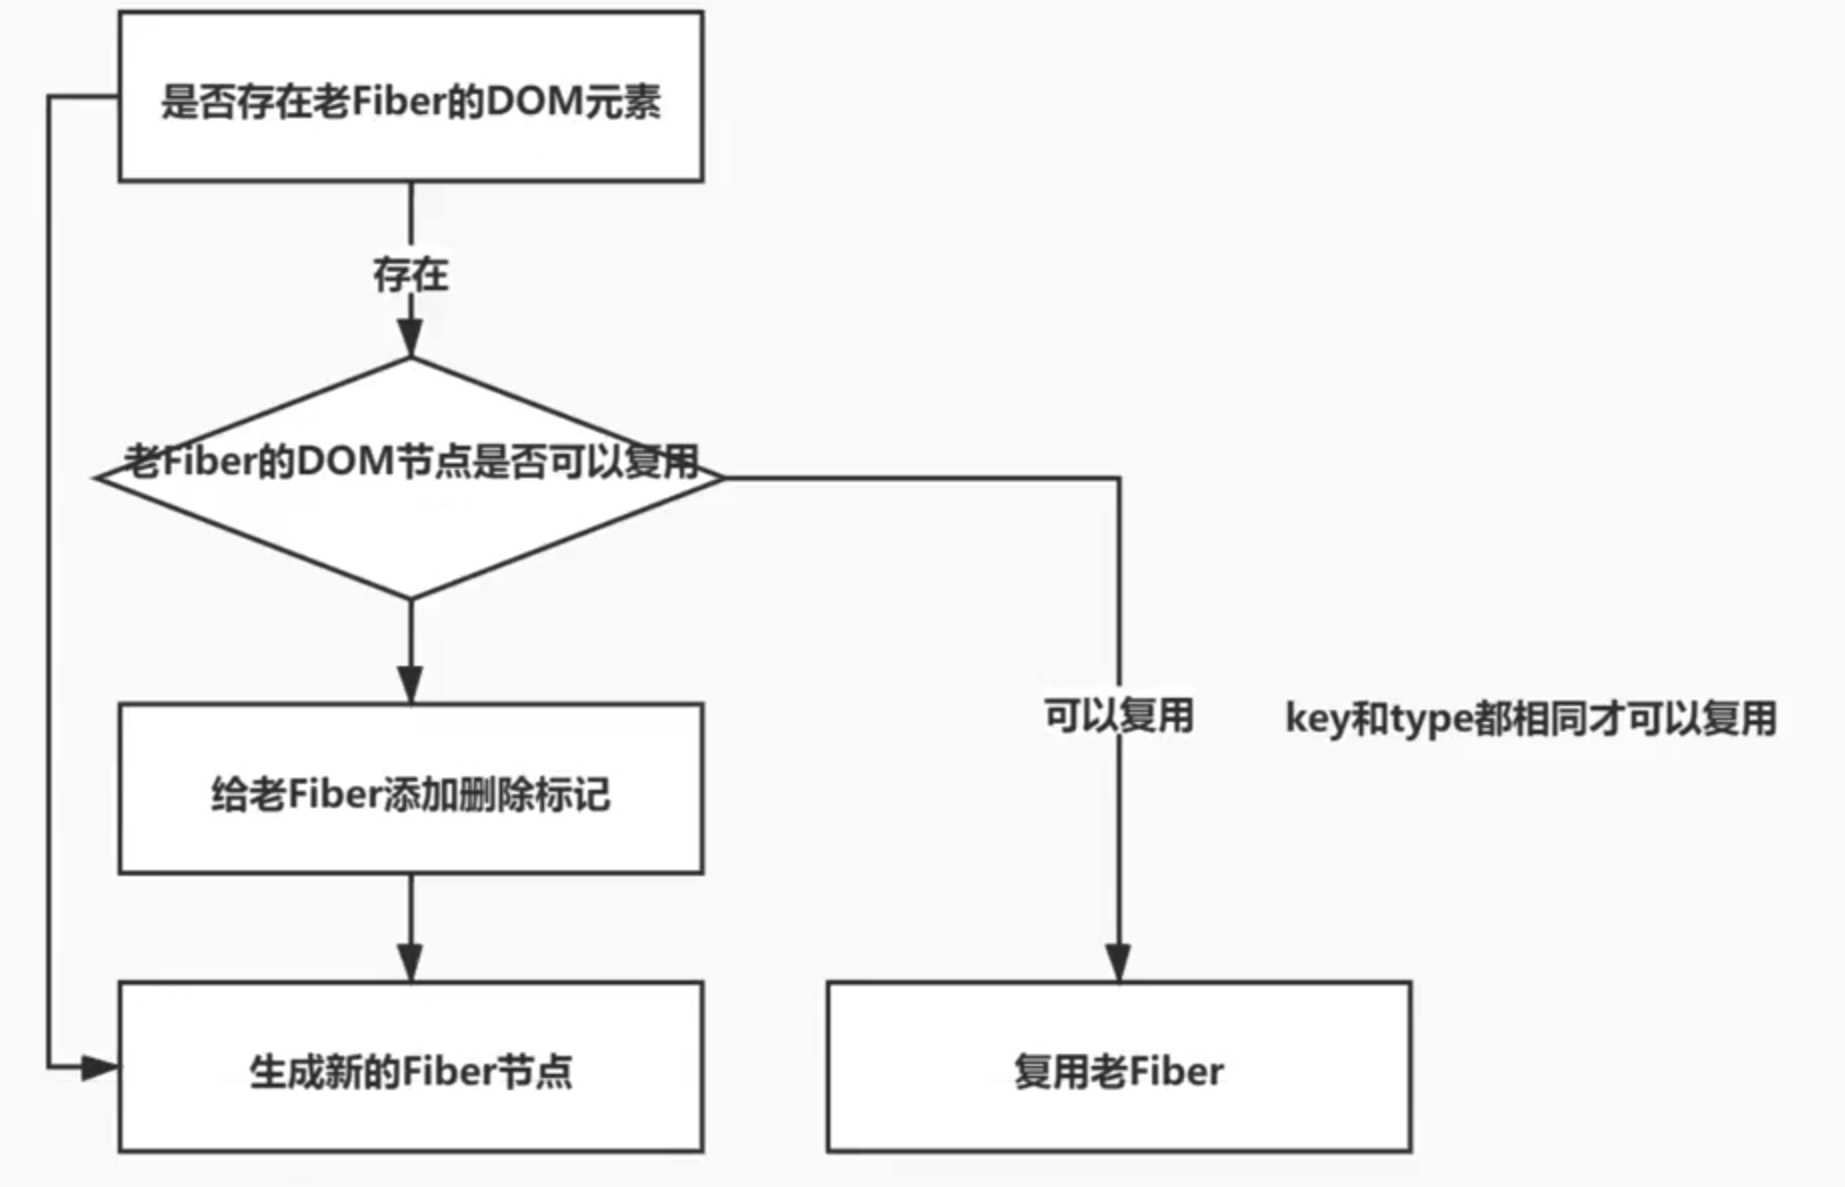 是否存在老Fiber的DOM元素
存在
老Fiber的DOM节点是否可以复用
可以复用
key和type都相同才可以复用
给老Fiber添加删除标记
生成新的Fiber节点
复用老Fiber